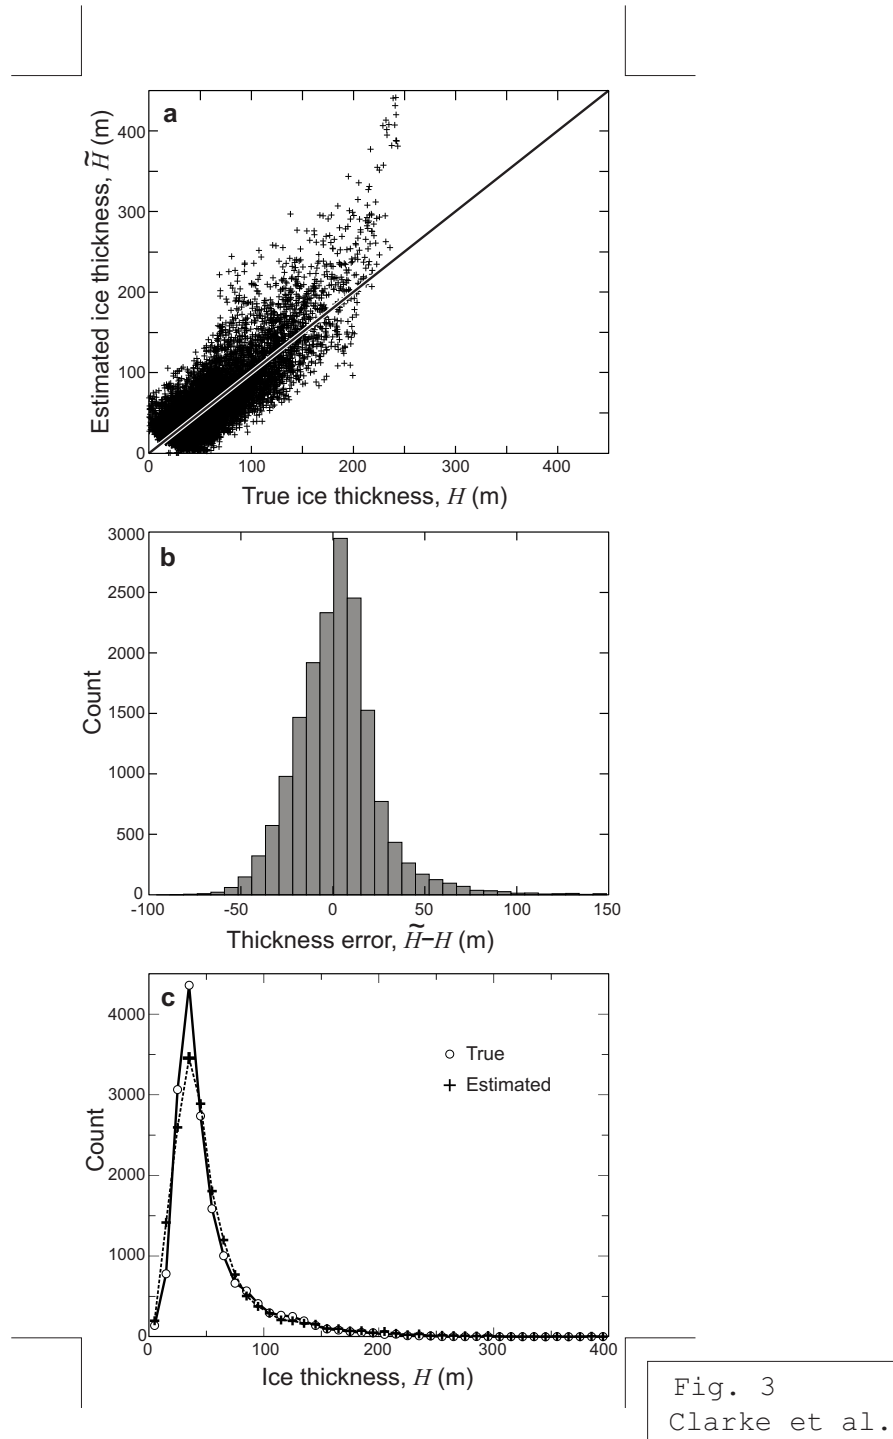 a
400
300
200
100
0
0 100 200 300 400
Estimated ice thickness, H̃ (m)
True ice thickness, H (m)
b
3000
2500
2000
1500
1000
500
0
-100 -50 0 50 100 150
Count
Thickness error, H̃–H (m)
c
4000
3000
2000
1000
0
0 100 200 300 400
Count
True
Estimated
Ice thickness, H (m)
Fig. 3
Clarke et al.